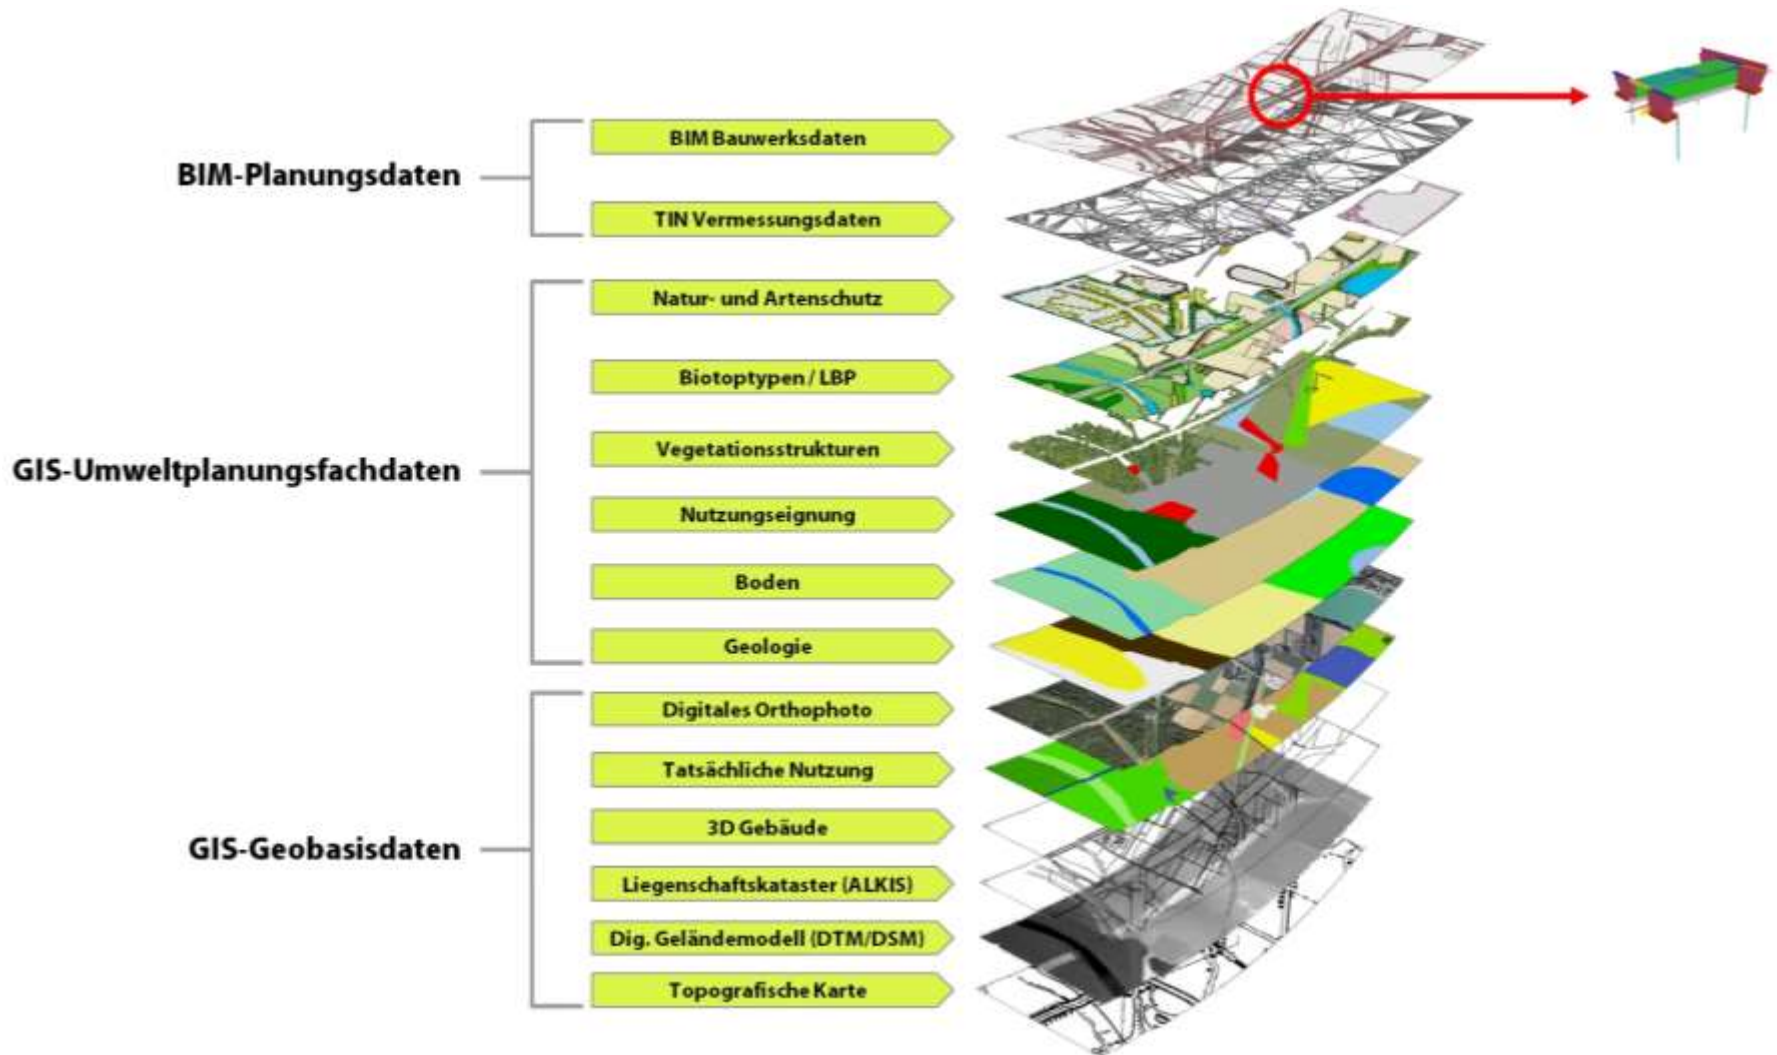 BIM-Planungsdaten
BIM Bauwerksdaten
TIN Vermessungsdaten
GIS-Umweltplanungsfachdaten
Natur- und Artenschutz
Biotoptypen / LBP
Vegetationsstrukturen
Nutzungseignung
Boden
Geologie
GIS-Geobasisdaten
Digitales Orthophoto
Tatsächliche Nutzung
3D Gebäude
Liegenschaftskataster (ALKIS)
Dig. Geländemodell (DTM/DSM)
Topografische Karte